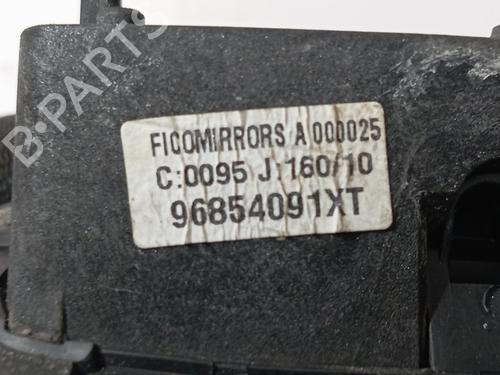 B-PARTS
FICOMIRRORS A 000025
C:0095 J:160/10
96854091XT